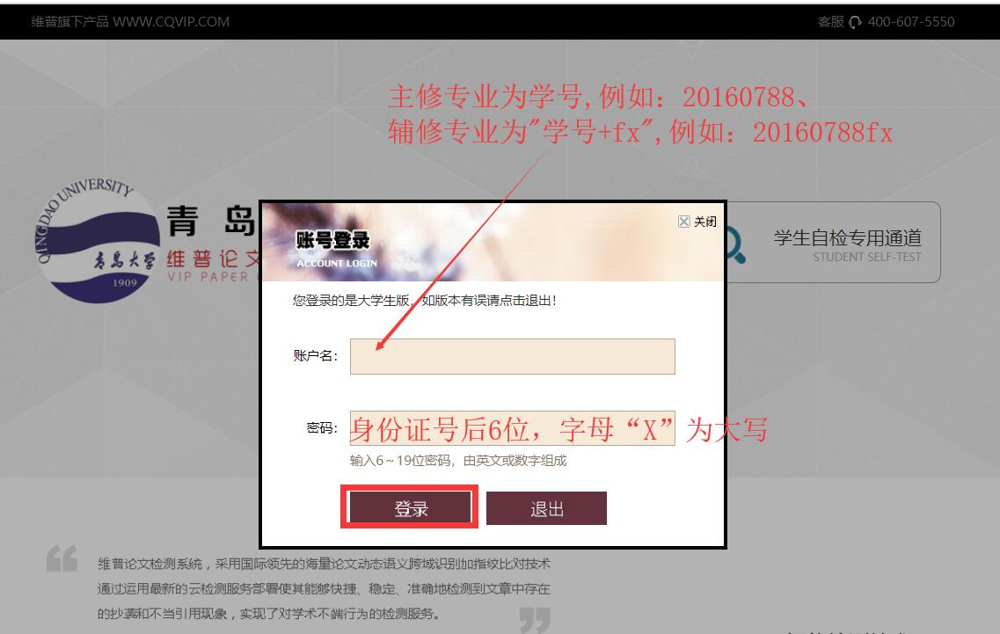 维普旗下产品 WWW.CQVIP.COM
客服 400-607-5550
主修专业为学号,例如：20160788、
辅修专业为"学号+fx",例如：20160788fx
QINGDAO UNIVERSITY
青岛大学
1909
青 岛
维普论文
VIP PAPER
学生自检专用通道
STUDENT SELF-TEST
关闭
账号登录
ACCOUNT LOGIN
您登录的是大学生版，如版本有误请点击退出！
账户名：
密码：
身份证号后6位，字母“X”为大写
输入6～19位密码，由英文或数字组成
登录
退出
维普论文检测系统，采用国际领先的海量论文动态语义跨域识别加指纹比对技术
通过运用最新的云检测服务部署使其能够快捷、稳定、准确地检测到文章中存在
的抄袭和不当引用现象，实现了对学术不端行为的检测服务。